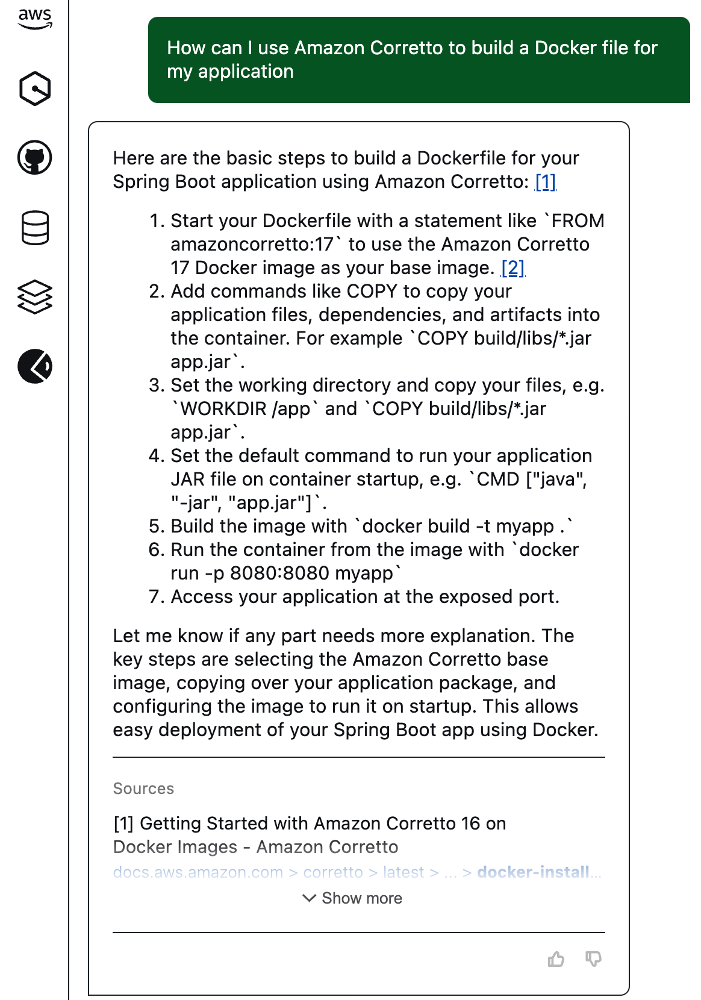 aws
How can I use Amazon Corretto to build a Docker file for
my application
Here are the basic steps to build a Dockerfile for your
Spring Boot application using Amazon Corretto: [1]
1. Start your Dockerfile with a statement like `FROM
amazoncorretto:17` to use the Amazon Corretto
17 Docker image as your base image. [2]
2. Add commands like COPY to copy your
application files, dependencies, and artifacts into
the container. For example `COPY build/libs/*.jar
app.jar`.
3. Set the working directory and copy your files, e.g.
`WORKDIR /app` and `COPY build/libs/*.jar
app.jar`.
4. Set the default command to run your application
JAR file on container startup, e.g. `CMD ["java",
"-jar", "app.jar"]`.
5. Build the image with `docker build -t myapp .`
6. Run the container from the image with `docker
run -p 8080:8080 myapp`
7. Access your application at the exposed port.
Let me know if any part needs more explanation. The
key steps are selecting the Amazon Corretto base
image, copying over your application package, and
configuring the image to run it on startup. This allows
easy deployment of your Spring Boot app using Docker.
Sources
[1] Getting Started with Amazon Corretto 16 on
Docker Images - Amazon Corretto
docs.aws.amazon.com > corretto > latest > ... > docker-install...
Show more